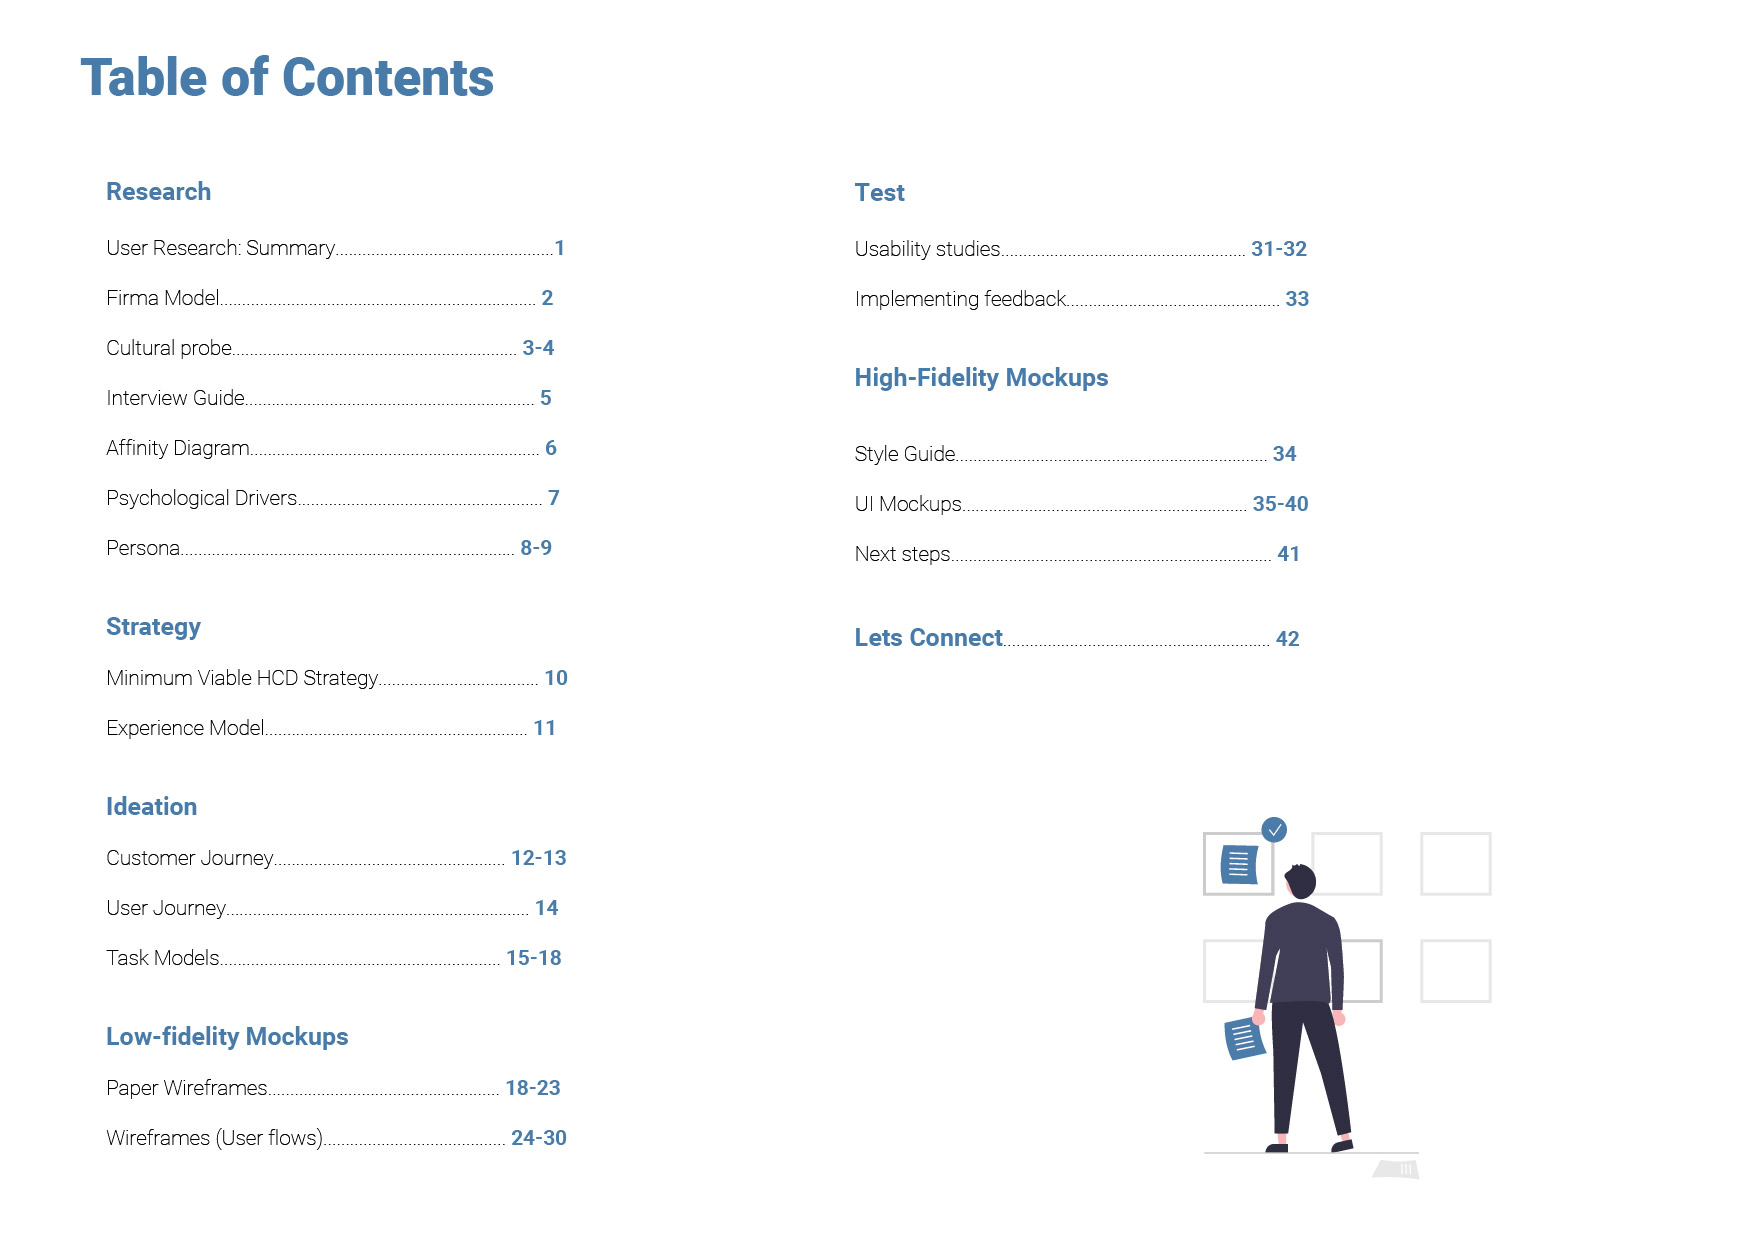 Table of Contents
Research
User Research: Summary.................................................1
Firma Model....................................................................... 2
Cultural probe................................................................ 3-4
Interview Guide................................................................. 5
Affinity Diagram................................................................. 6
Psychological Drivers....................................................... 7
Persona........................................................................... 8-9
Strategy
Minimum Viable HCD Strategy.................................... 10
Experience Model........................................................... 11
Ideation
Customer Journey.................................................... 12-13
User Journey.................................................................... 14
Task Models............................................................... 15-18
Low-fidelity Mockups
Paper Wireframes.................................................... 18-23
Wireframes (User flows)......................................... 24-30
Test
Usability studies....................................................... 31-32
Implementing feedback................................................ 33
High-Fidelity Mockups
Style Guide...................................................................... 34
UI Mockups................................................................ 35-40
Next steps........................................................................ 41
Lets Connect............................................................ 42